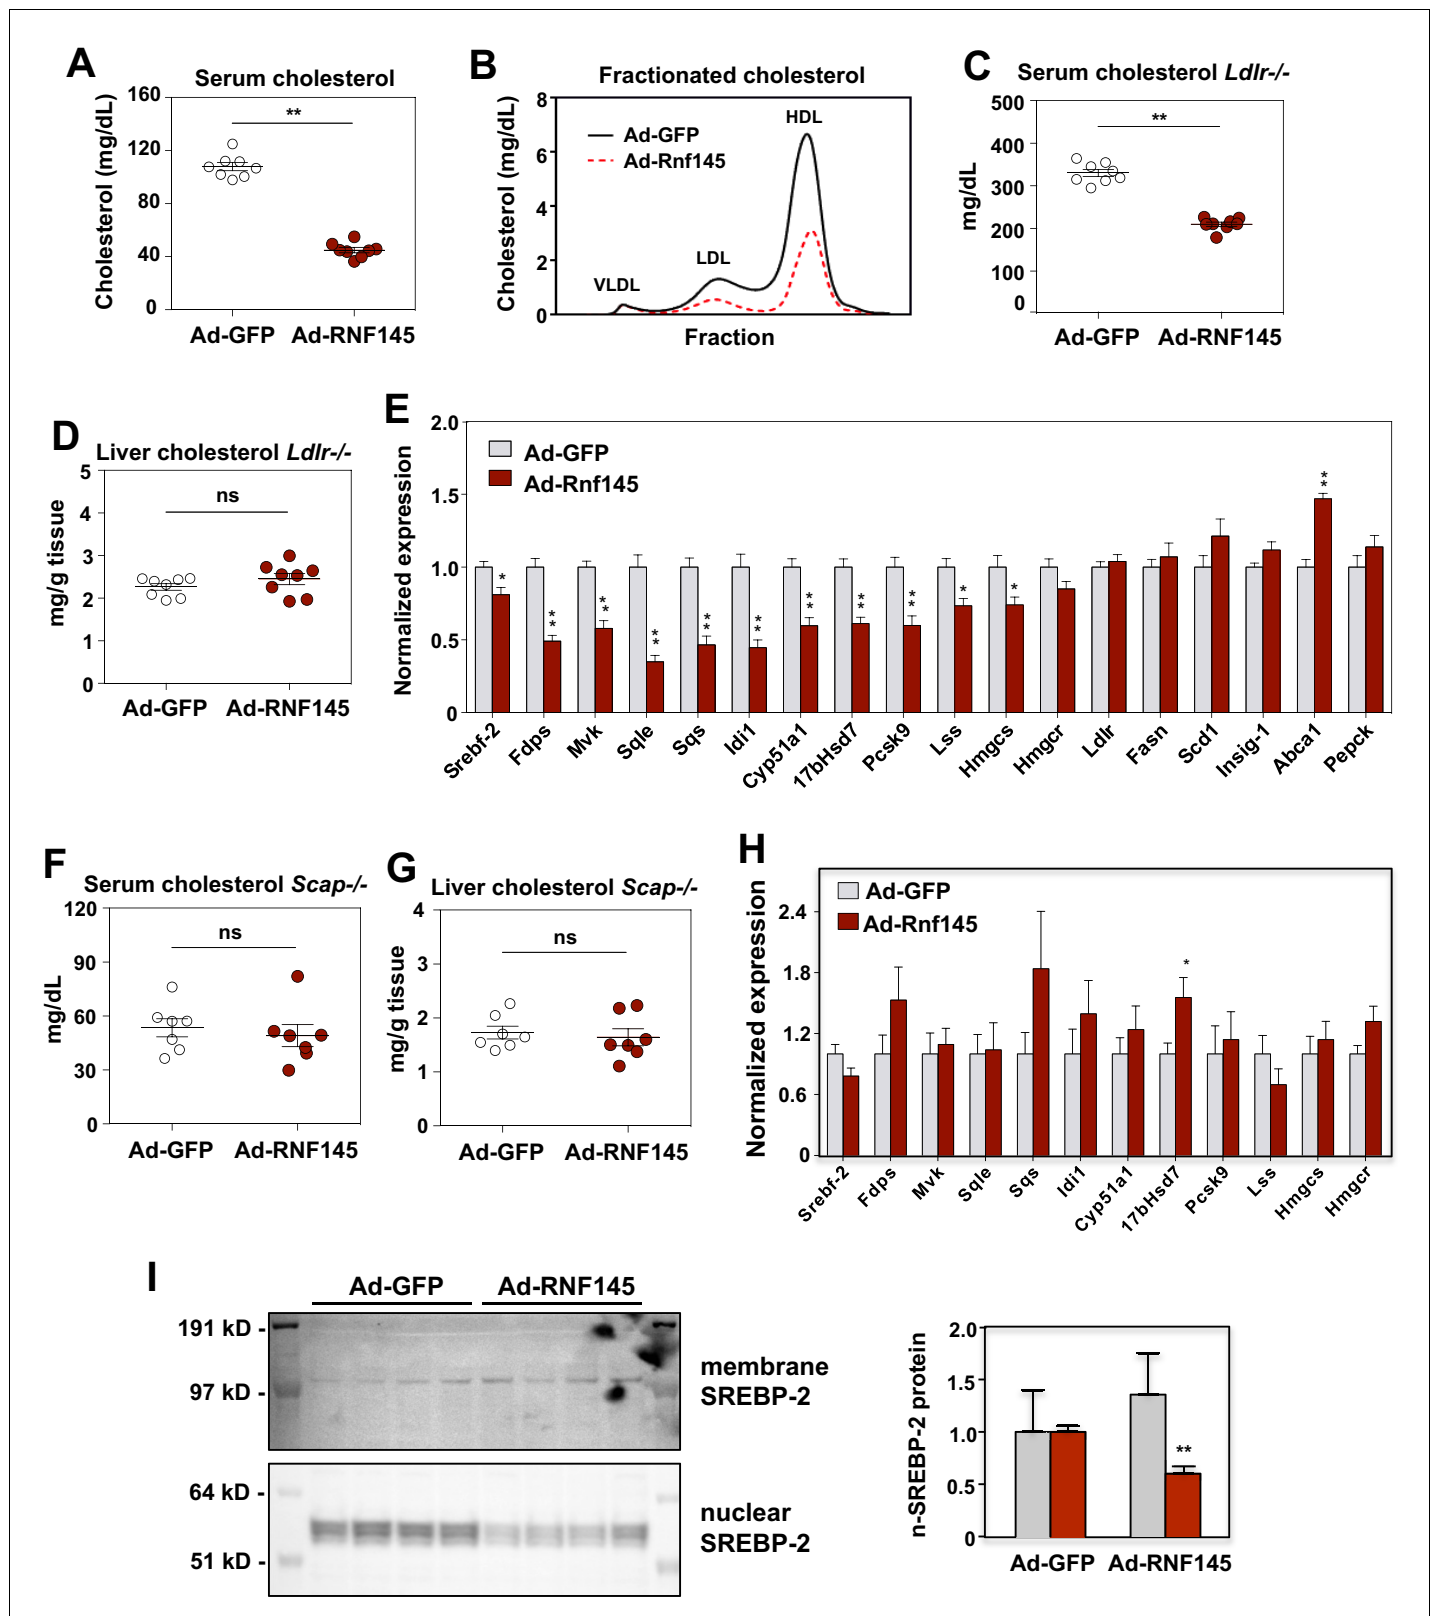 A
Serum cholesterol
Cholesterol (mg/dL)
160
120
80
40
0
**
Ad-GFP Ad-RNF145
B
Fractionated cholesterol
Cholesterol (mg/dL)
8
6
4
2
0
Ad-GFP
Ad-Rnf145
VLDL
LDL
HDL
Fraction
C
Serum cholesterol Ldlr-/-
mg/dL
500
400
300
200
100
0
**
Ad-GFP Ad-RNF145
D
Liver cholesterol Ldlr-/-
mg/g tissue
5
4
3
2
1
0
ns
Ad-GFP Ad-RNF145
E
Normalized expression
2.0
1.5
1.0
0.5
0
Ad-GFP
Ad-Rnf145
* ** ** ** ** ** ** ** ** * * **
Srebf-2 Fdps Mvk Sqle Sqs Idi1 Cyp51a1 17bHsd7 Pcsk9 Lss Hmgcs Hmgcr Ldlr Fasn Scd1 Insig-1 Abca1 Pepck
F
Serum cholesterol Scap-/-
mg/dL
120
90
60
30
0
ns
Ad-GFP Ad-RNF145
G
Liver cholesterol Scap-/-
mg/g tissue
4
3
2
1
0
ns
Ad-GFP Ad-RNF145
H
Normalized expression
2.4
1.8
1.2
0.6
0
Ad-GFP
Ad-Rnf145
*
Srebf-2 Fdps Mvk Sqle Sqs Idi1 Cyp51a1 17bHsd7 Pcsk9 Lss Hmgcs Hmgcr
I
Ad-GFP Ad-RNF145
191 kD -
97 kD -
membrane
SREBP-2
64 kD -
51 kD -
nuclear
SREBP-2
n-SREBP-2 protein
2.0
1.5
1.0
0.5
0
**
Ad-GFP Ad-RNF145